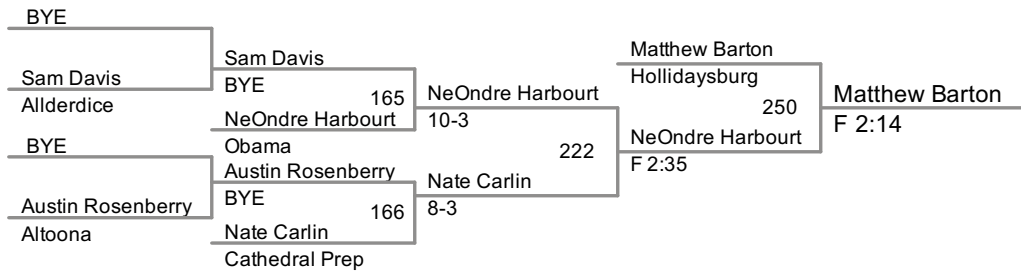 BYE
Sam Davis
Allderdice
BYE
Austin Rosenberry
Altoona
Sam Davis
BYE
165
NeOndre Harbourt
Obama
Austin Rosenberry
BYE
166
Nate Carlin
Cathedral Prep
NeOndre Harbourt
10-3
222
Nate Carlin
8-3
Matthew Barton
Hollidaysburg
250
NeOndre Harbourt
F 2:35
Matthew Barton
F 2:14